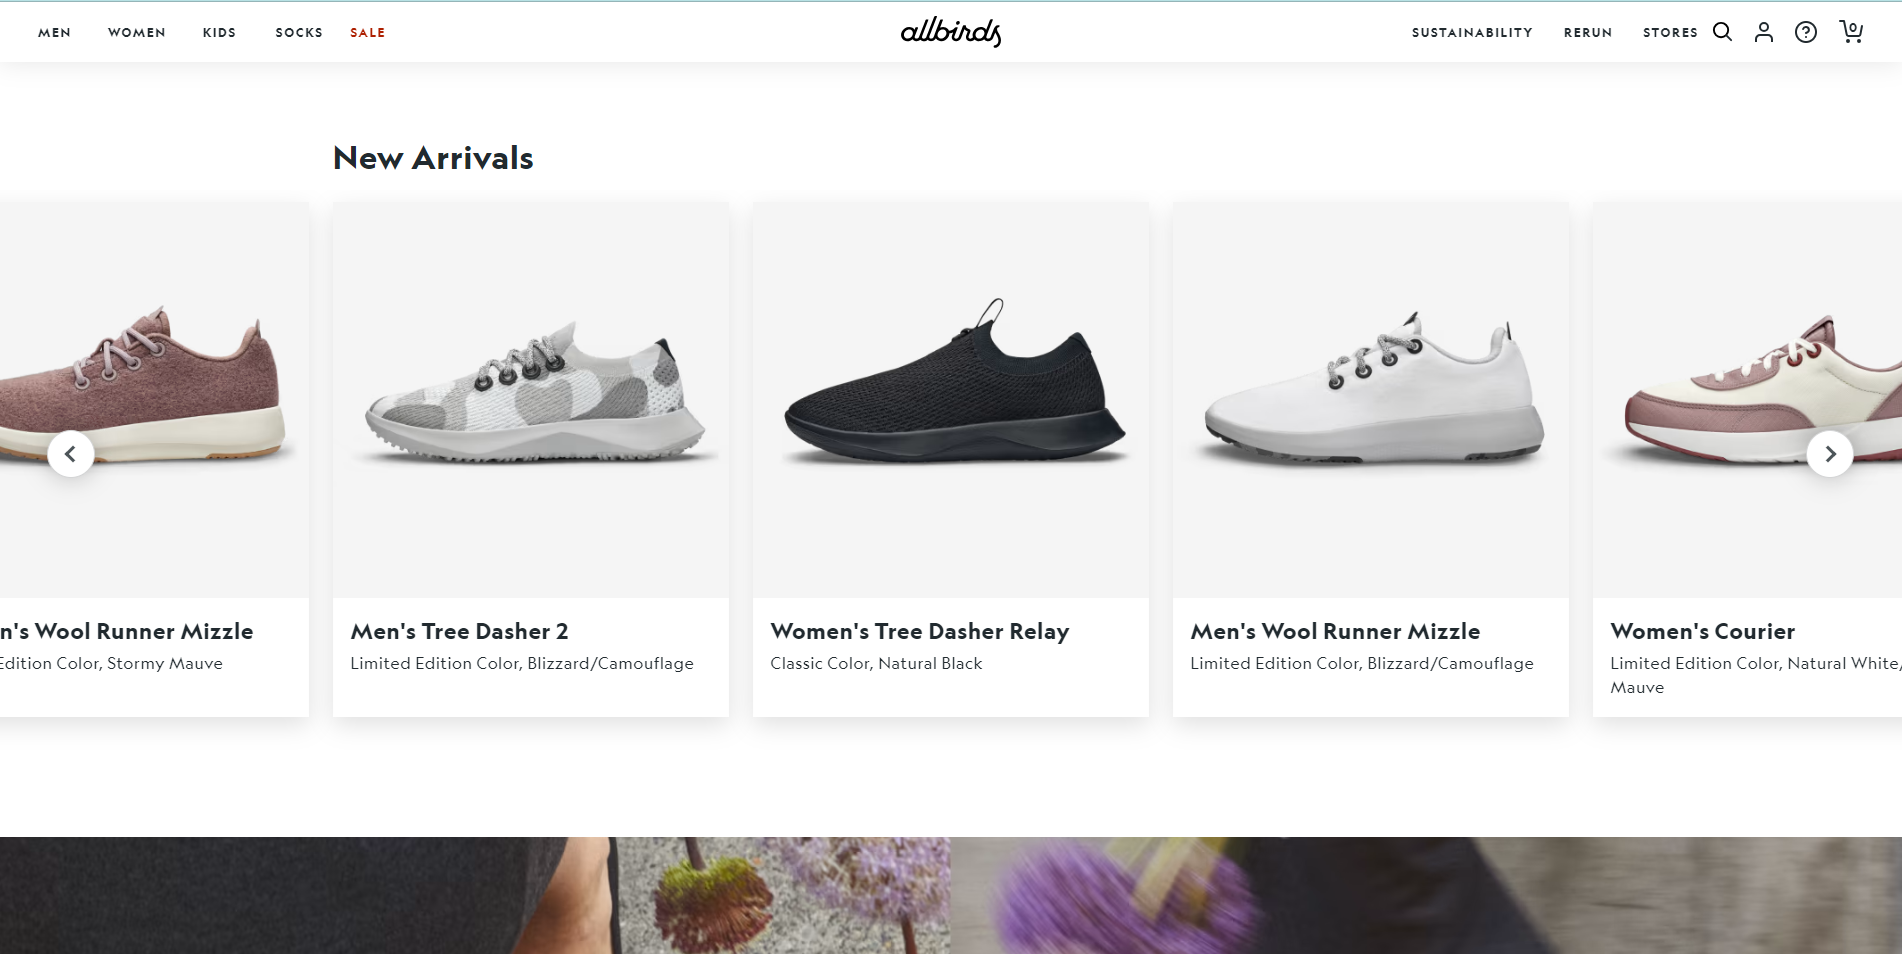 MEN WOMEN KIDS SOCKS SALE allbirds SUSTAINABILITY RERUN STORES 0
New Arrivals
n's Wool Runner Mizzle
Edition Color, Stormy Mauve
Men's Tree Dasher 2
Limited Edition Color, Blizzard/Camouflage
Women's Tree Dasher Relay
Classic Color, Natural Black
Men's Wool Runner Mizzle
Limited Edition Color, Blizzard/Camouflage
Women's Courier
Limited Edition Color, Natural White/
Mauve